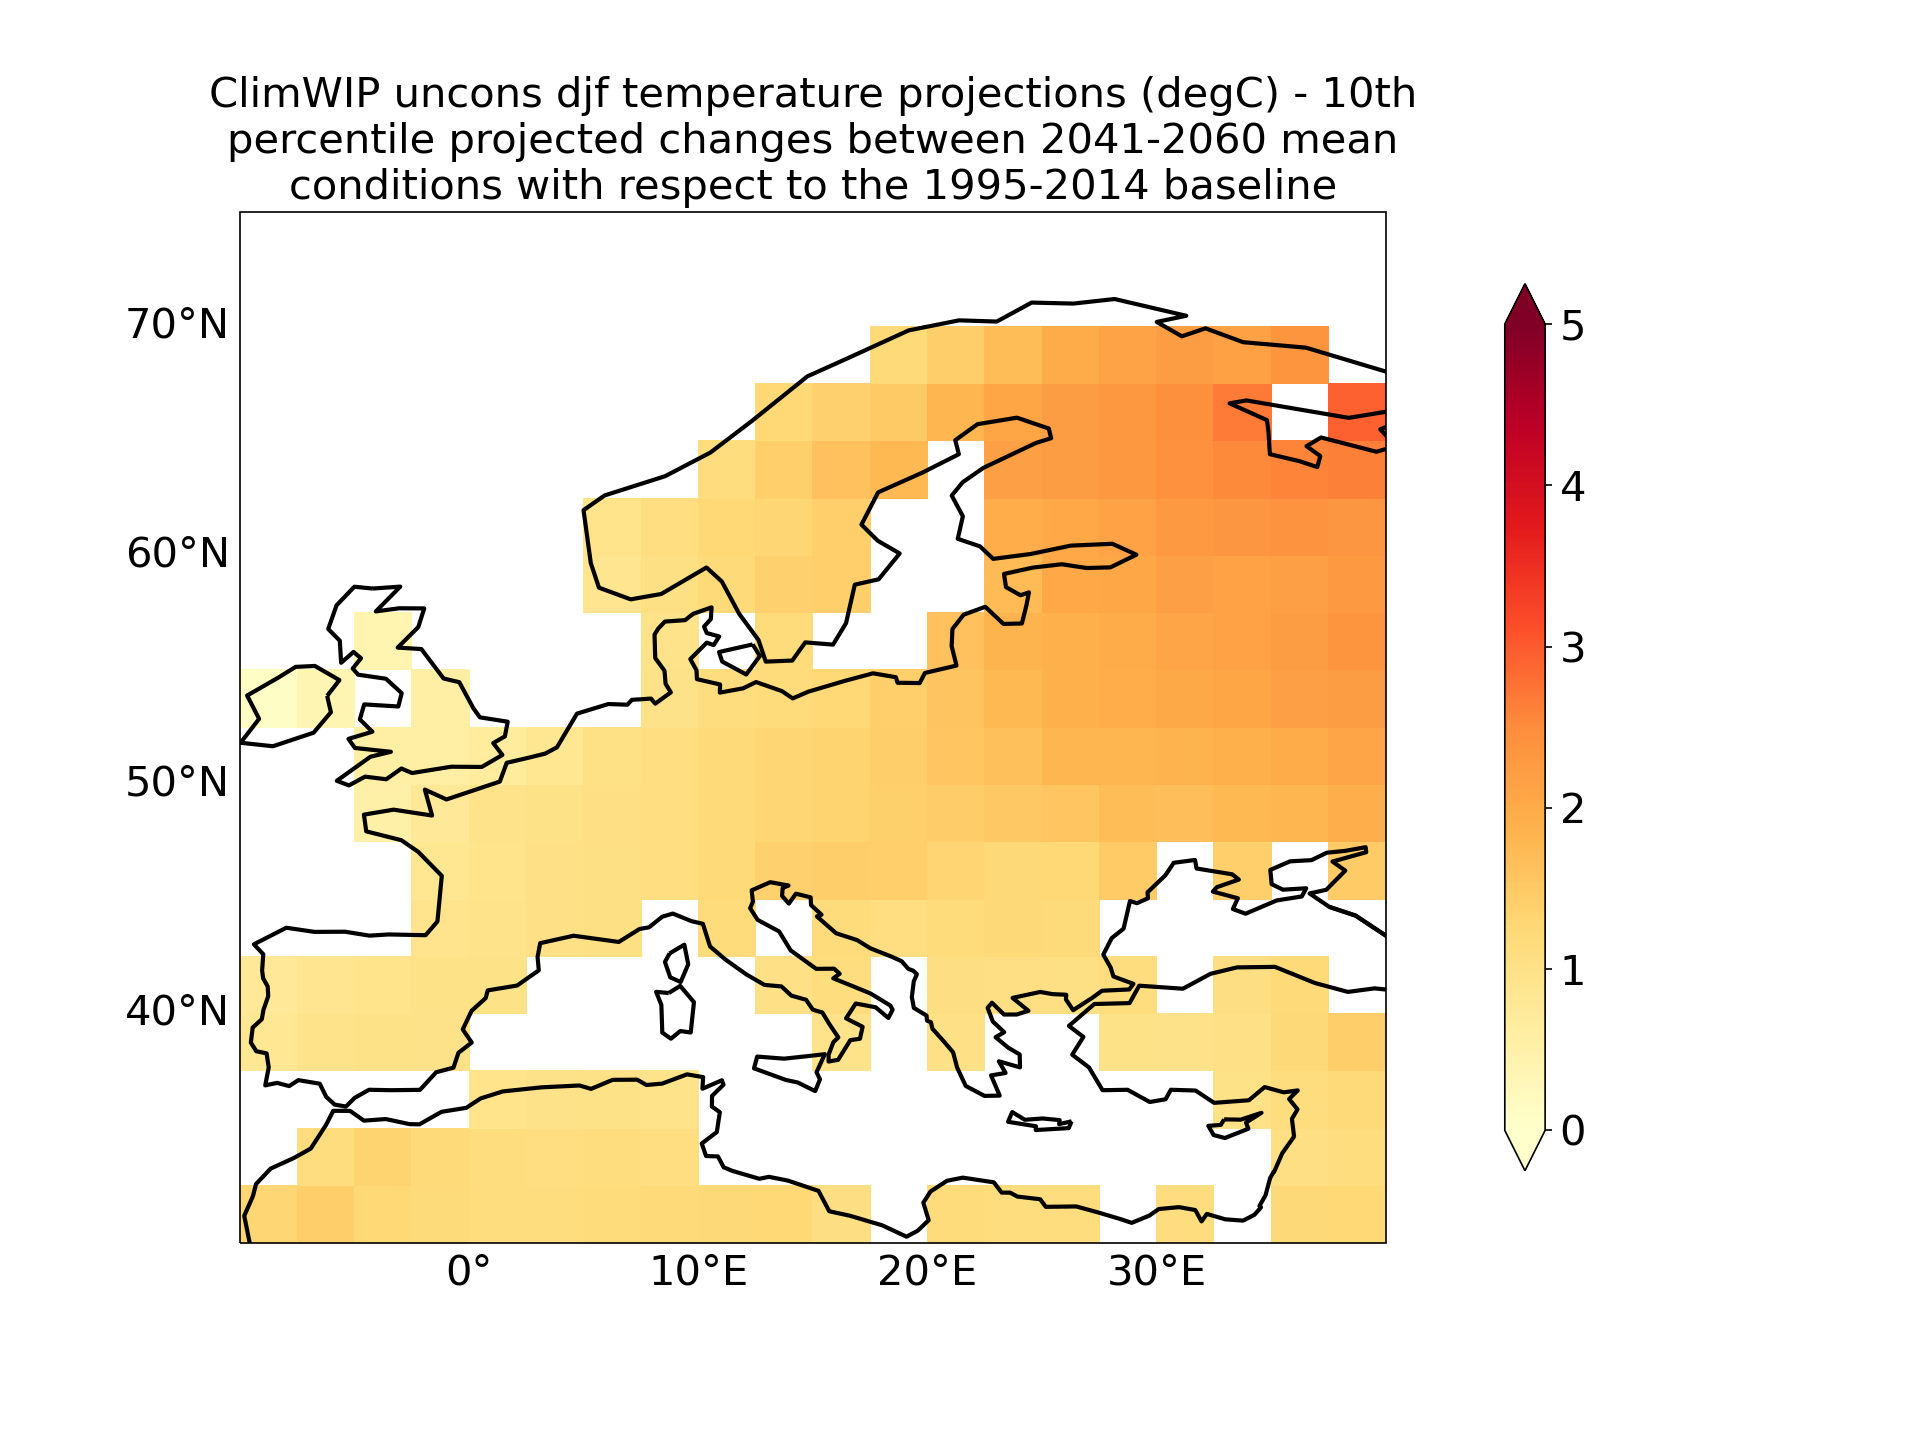 ClimWIP uncons djf temperature projections (degC) - 10th
percentile projected changes between 2041-2060 mean
conditions with respect to the 1995-2014 baseline
70°N
60°N
50°N
40°N
0°
10°E
20°E
30°E
5
4
3
2
1
0